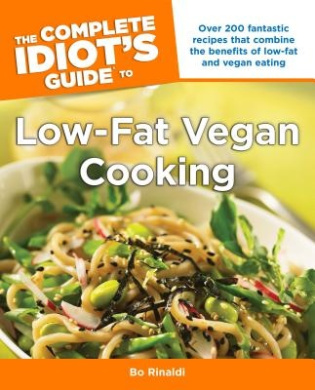 THE COMPLETE
IDIOT'S
GUIDE® TO
Over 200 fantastic
recipes that combine
the benefits of low-fat
and vegan eating
Low-Fat Vegan
Cooking
Bo Rinaldi